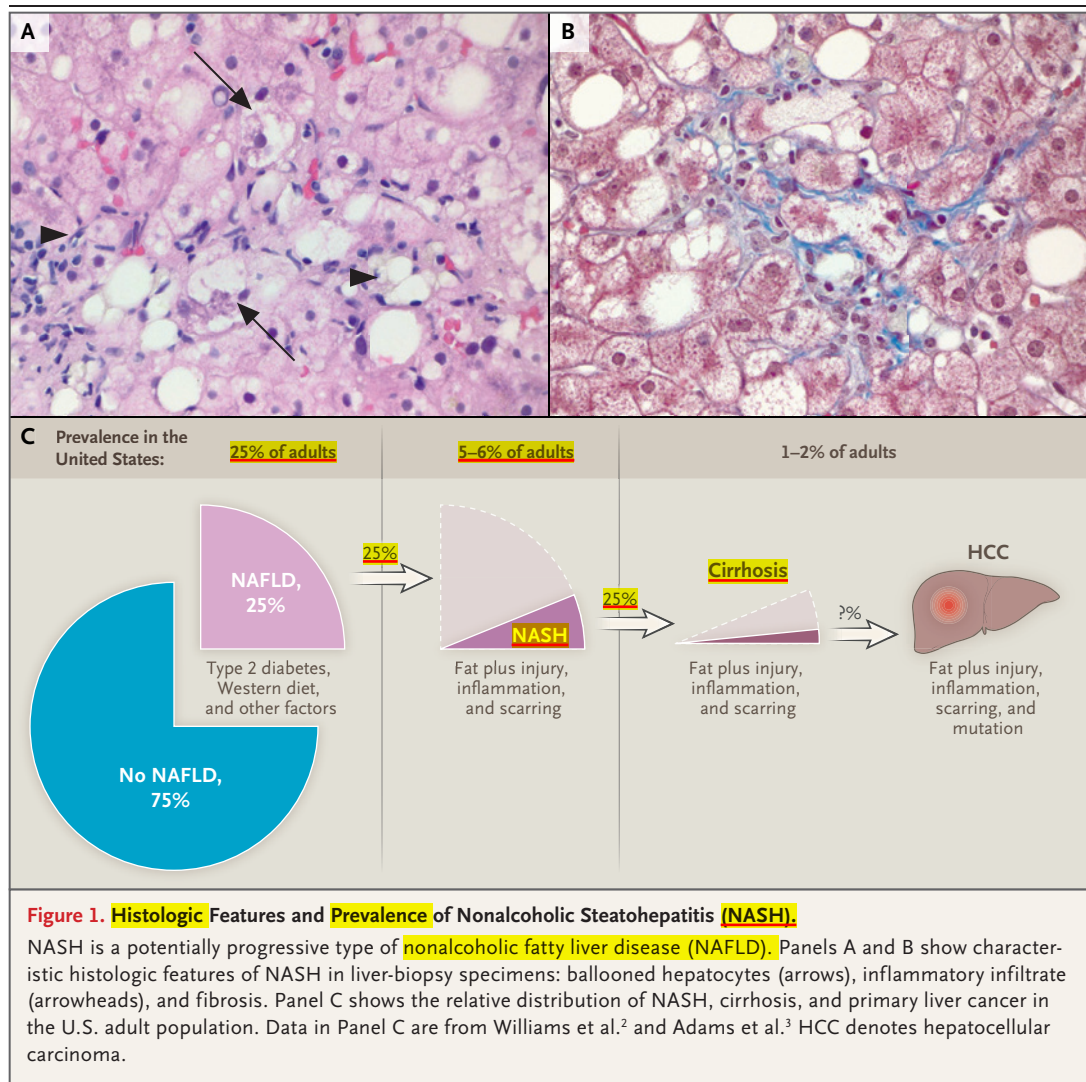 A
B
C
Prevalence in the
United States:
25% of adults
5–6% of adults
1–2% of adults
NAFLD,
25%
Type 2 diabetes,
Western diet,
and other factors
No NAFLD,
75%
25%
NASH
Fat plus injury,
inflammation,
and scarring
25%
Cirrhosis
Fat plus injury,
inflammation,
and scarring
?%
HCC
Fat plus injury,
inflammation,
scarring, and
mutation
Figure 1. Histologic Features and Prevalence of Nonalcoholic Steatohepatitis (NASH).
NASH is a potentially progressive type of nonalcoholic fatty liver disease (NAFLD). Panels A and B show character-
istic histologic features of NASH in liver-biopsy specimens: ballooned hepatocytes (arrows), inflammatory infiltrate
(arrowheads), and fibrosis. Panel C shows the relative distribution of NASH, cirrhosis, and primary liver cancer in
the U.S. adult population. Data in Panel C are from Williams et al.² and Adams et al.³ HCC denotes hepatocellular
carcinoma.